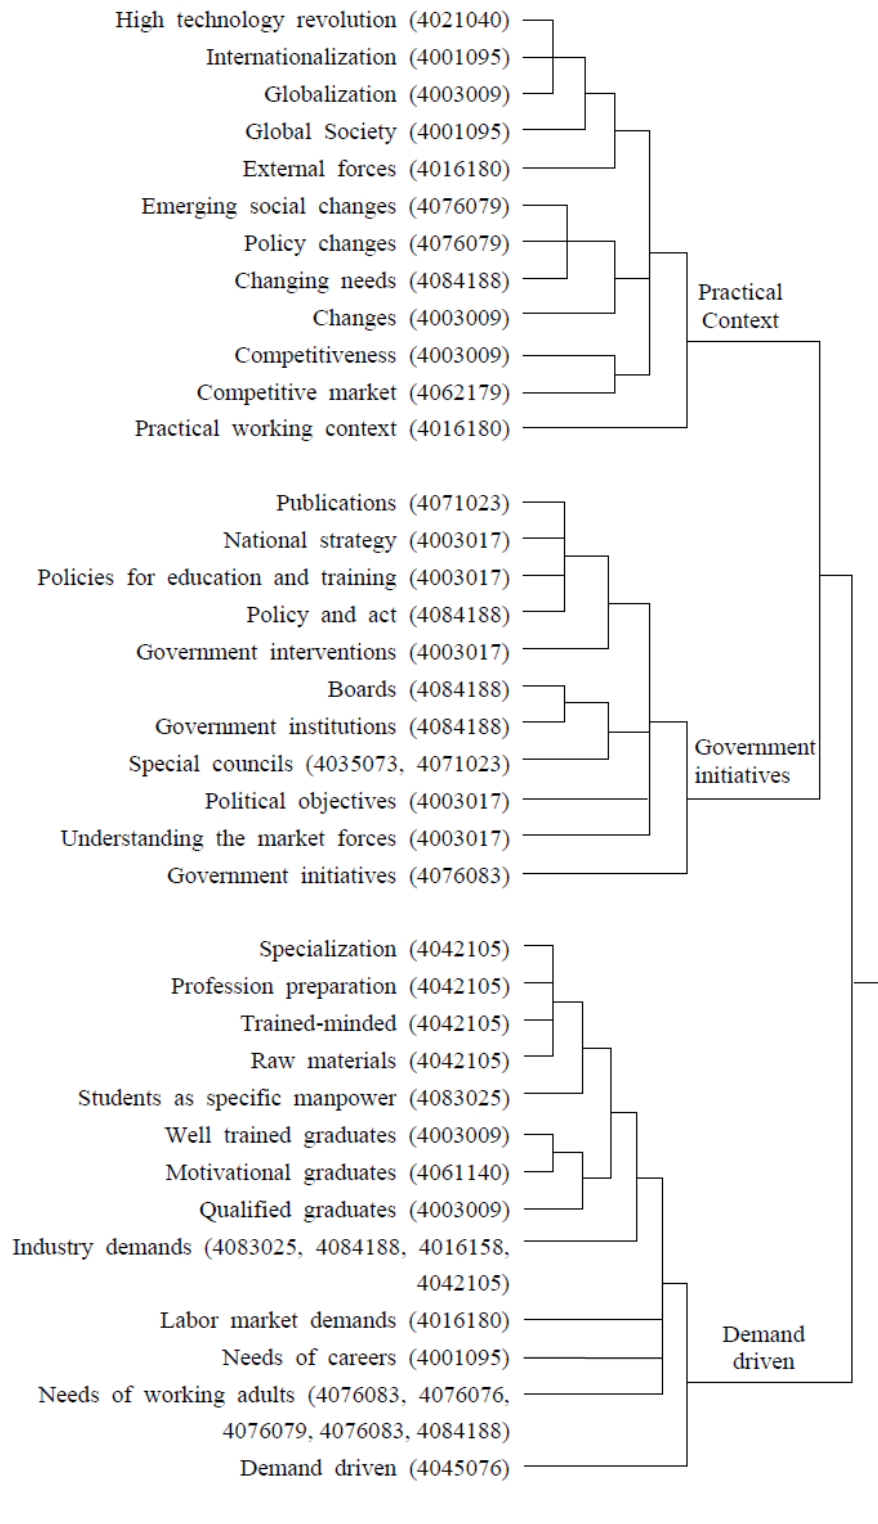 High technology revolution (4021040)
Internationalization (4001095)
Globalization (4003009)
Global Society (4001095)
External forces (4016180)
Emerging social changes (4076079)
Policy changes (4076079)
Changing needs (4084188)
Changes (4003009)
Competitiveness (4003009)
Competitive market (4062179)
Practical working context (4016180)
Practical
Context
Publications (4071023)
National strategy (4003017)
Policies for education and training (4003017)
Policy and act (4084188)
Government interventions (4003017)
Boards (4084188)
Government institutions (4084188)
Special councils (4035073, 4071023)
Political objectives (4003017)
Understanding the market forces (4003017)
Government initiatives (4076083)
Government
initiatives
Specialization (4042105)
Profession preparation (4042105)
Trained-minded (4042105)
Raw materials (4042105)
Students as specific manpower (4083025)
Well trained graduates (4003009)
Motivational graduates (4061140)
Qualified graduates (4003009)
Industry demands (4083025, 4084188, 4016158,
4042105)
Labor market demands (4016180)
Needs of careers (4001095)
Needs of working adults (4076083, 4076076,
4076079, 4076083, 4084188)
Demand driven (4045076)
Demand
driven